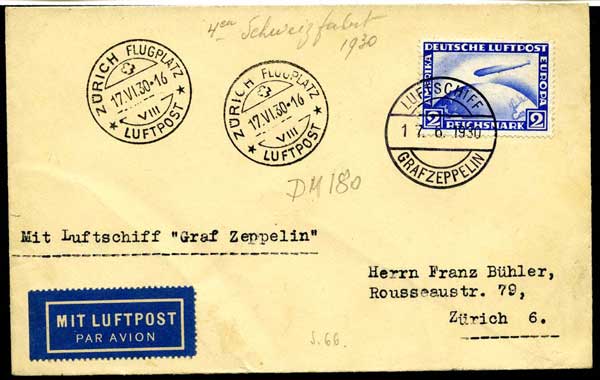 4en Schweizfahrt
1930
ZÜRICH FLUGPLATZ
17.VI.30·16
VIII
★ LUFTPOST ★
ZÜRICH FLUGPLATZ
17.VI.30·16
VIII
★ LUFTPOST ★
DEUTSCHE LUFTPOST
AMERIKA
EUROPA
2 REICHSMARK 2
LUFTSCHIFF
17. 6. 1930
GRAFZEPPELIN
DM 180
Mit Luftschiff "Graf Zeppelin"
Herrn Franz Bühler,
Rousseaustr. 79,
Zürich 6.
MIT LUFTPOST
PAR AVION
S. 66.